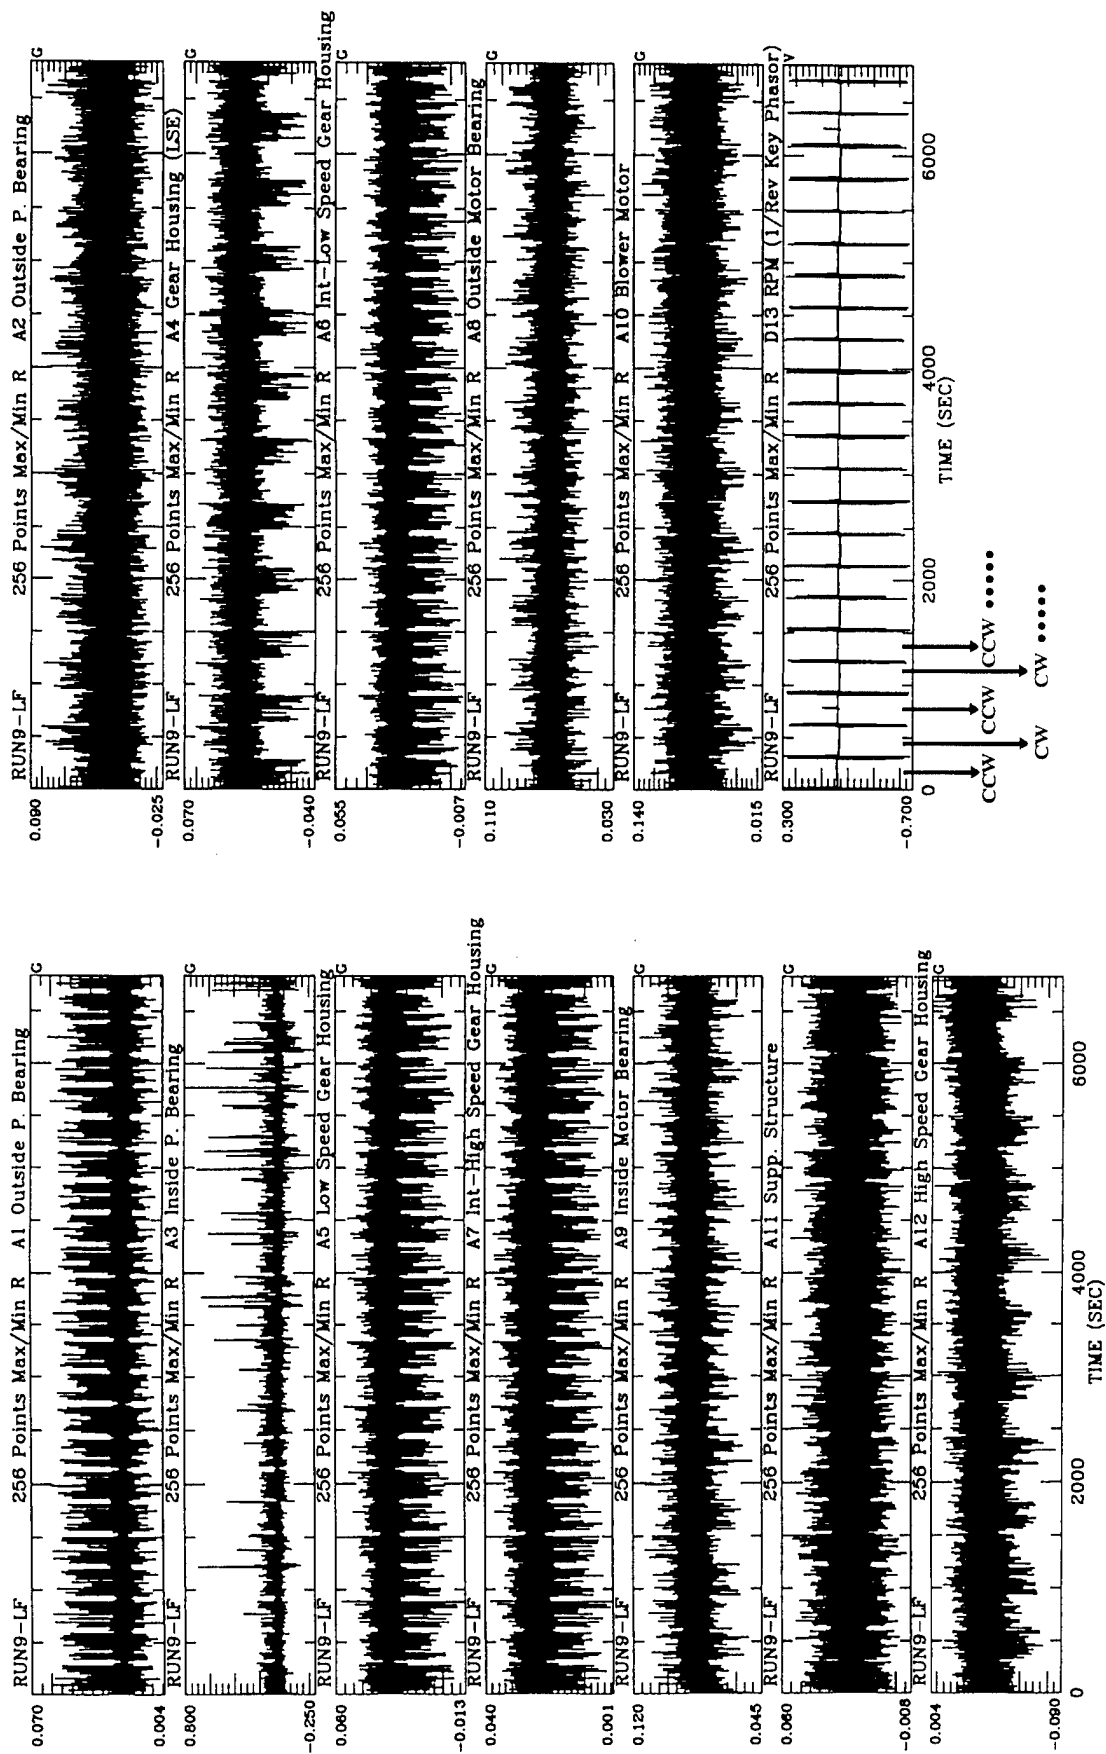 RUN9-LF 256 Points Max/Min R A1 Outside P. Bearing
0.070
G
0.004
RUN9-LF 256 Points Max/Min R A3 Inside P. Bearing
0.800
G
-0.250
RUN9-LF 256 Points Max/Min R A5 Low Speed Gear Housing
0.060
G
-0.013
RUN9-LF 256 Points Max/Min R A7 Int-High Speed Gear Housing
0.040
G
0.001
RUN9-LF 256 Points Max/Min R A9 Inside Motor Bearing
0.120
G
0.045
RUN9-LF 256 Points Max/Min R A11 Supp. Structure
0.060
G
-0.008
RUN9-LF 256 Points Max/Min R A12 High Speed Gear Housing
0.004
G
-0.090
0 2000 4000 6000
TIME (SEC)
RUN9-LF 256 Points Max/Min R A2 Outside P. Bearing
0.090
G
-0.025
RUN9-LF 256 Points Max/Min R A4 Gear Housing (LSE)
0.070
G
-0.040
RUN9-LF 256 Points Max/Min R A6 Int-Low Speed Gear Housing
0.055
G
-0.007
RUN9-LF 256 Points Max/Min R A8 Outside Motor Bearing
0.110
G
0.030
RUN9-LF 256 Points Max/Min R A10 Blower Motor
0.140
G
0.015
RUN9-LF 256 Points Max/Min R D13 RPM (1/Rev Key Phasor)
0.300
V
-0.700
0 2000 4000 6000
TIME (SEC)
CCW CCW CCW •••••
CW CW •••••